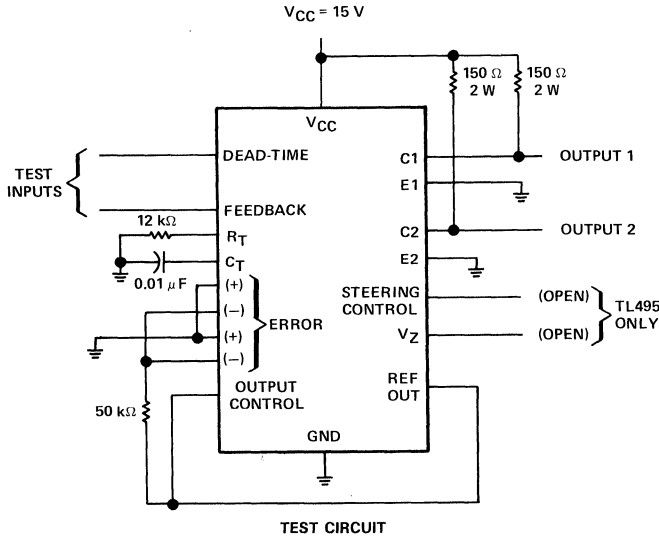 VCC = 15 V
150 Ω
2 W
150 Ω
2 W
VCC
TEST
INPUTS
DEAD-TIME
FEEDBACK
12 kΩ
RT
CT
0.01 μF
(+)
(−)
(+)
(−)
ERROR
OUTPUT
CONTROL
50 kΩ
GND
C1
OUTPUT 1
E1
C2
OUTPUT 2
E2
STEERING
CONTROL
(OPEN)
VZ
(OPEN)
TL495
ONLY
REF
OUT
TEST CIRCUIT